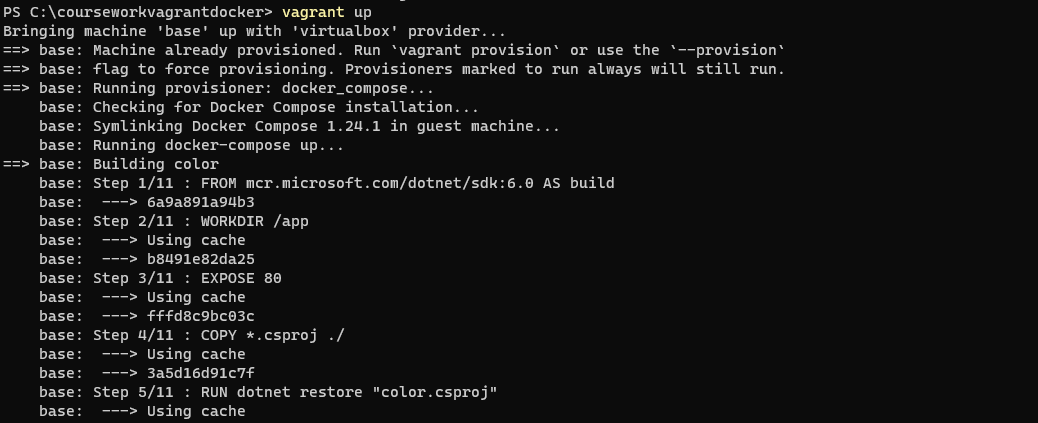 PS C:\courseworkvagrantdocker> vagrant up
Bringing machine 'base' up with 'virtualbox' provider...
==> base: Machine already provisioned. Run `vagrant provision` or use the `--provision`
==> base: flag to force provisioning. Provisioners marked to run always will still run.
==> base: Running provisioner: docker_compose...
    base: Checking for Docker Compose installation...
    base: Symlinking Docker Compose 1.24.1 in guest machine...
    base: Running docker-compose up...
==> base: Building color
    base: Step 1/11 : FROM mcr.microsoft.com/dotnet/sdk:6.0 AS build
    base:  ---> 6a9a891a94b3
    base: Step 2/11 : WORKDIR /app
    base:  ---> Using cache
    base:  ---> b8491e82da25
    base: Step 3/11 : EXPOSE 80
    base:  ---> Using cache
    base:  ---> fffd8c9bc03c
    base: Step 4/11 : COPY *.csproj ./
    base:  ---> Using cache
    base:  ---> 3a5d16d91c7f
    base: Step 5/11 : RUN dotnet restore "color.csproj"
    base:  ---> Using cache